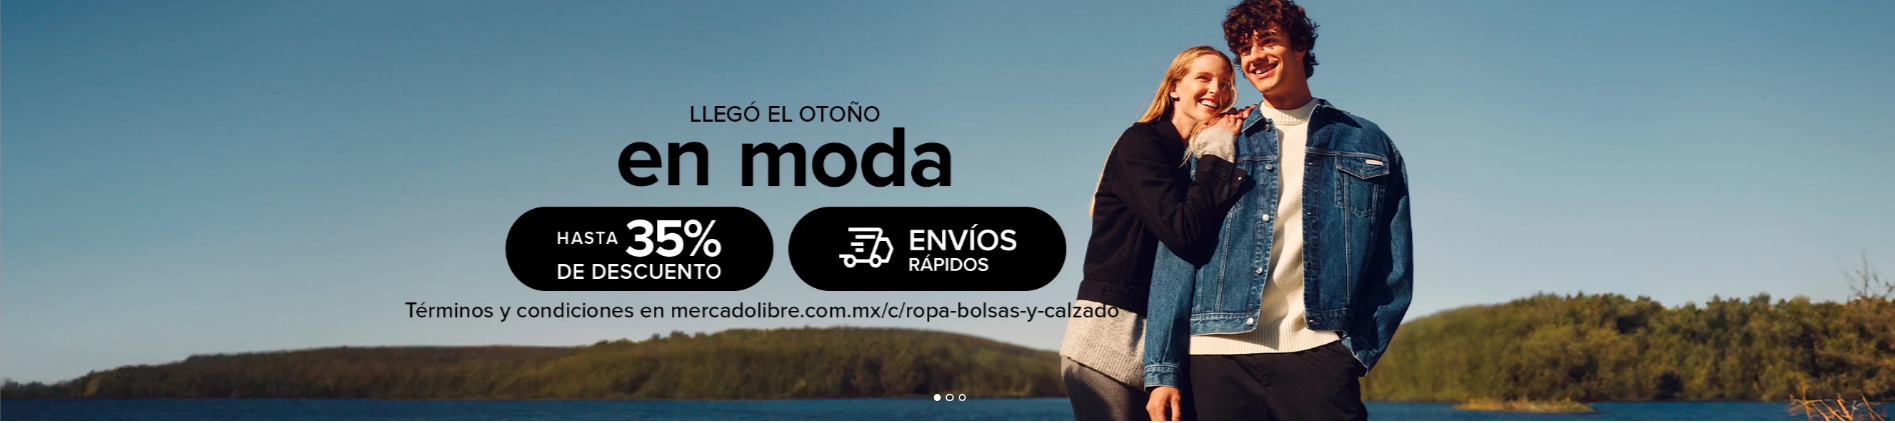 LLEGÓ EL OTOÑO
en moda
HASTA 35%
DE DESCUENTO
ENVÍOS
RÁPIDOS
Términos y condiciones en mercadolibre.com.mx/c/ropa-bolsas-y-calzado